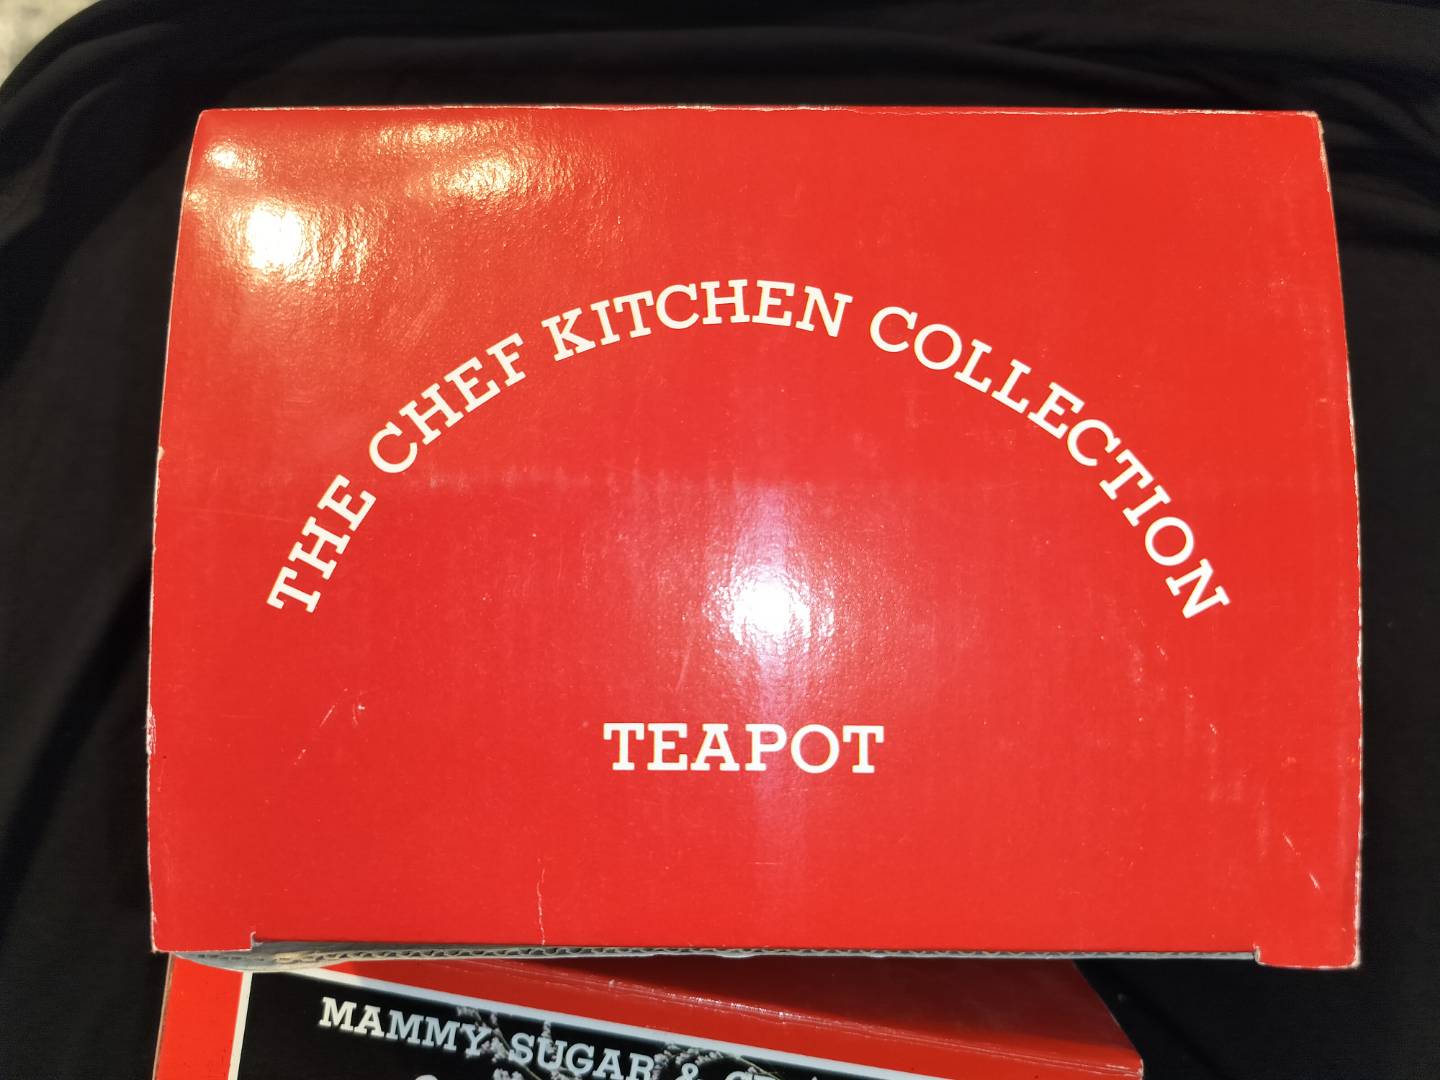 THE CHEF KITCHEN COLLECTION
TEAPOT
MAMMY SUGAR &